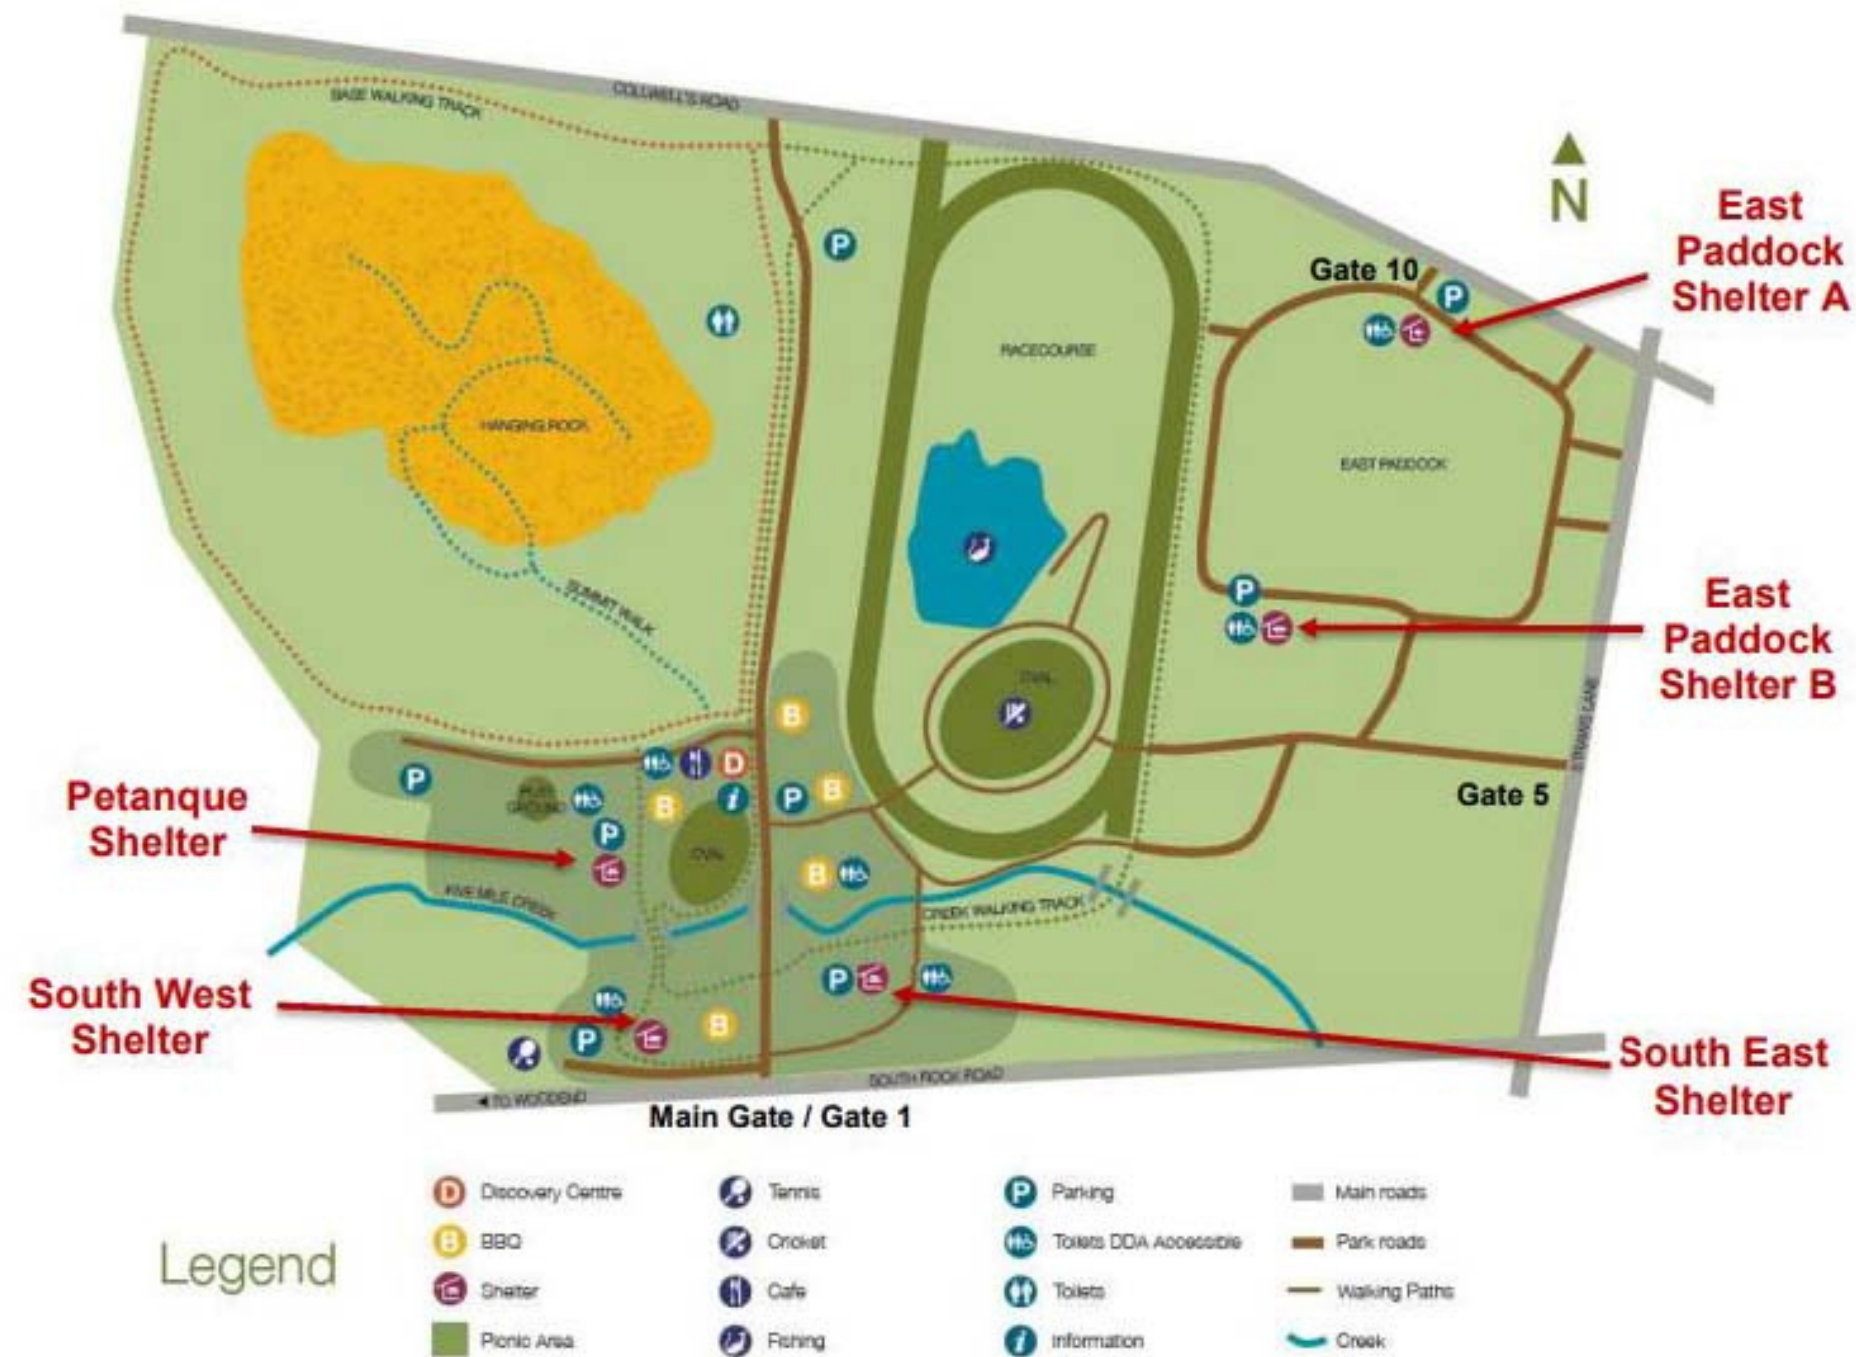 COLWELL'S ROAD
BASE WALKING TRACK
N
East
Paddock
Shelter A
Gate 10
P
P
RACECOURSE
HANGING ROCK
EAST PADDOCK
SUMMIT WALK
P
East
Paddock
Shelter B
OVAL
STRAWS LANE
B
D
P
P
B
B
i
Gate 5
Petanque
Shelter
P
OVAL
B
FIVE MILE CREEK
CREEK WALKING TRACK
P
South West
Shelter
P
B
South East
Shelter
SOUTH ROCK ROAD
◄ TO WOODEND
Main Gate / Gate 1
Legend
D Discovery Centre
B BBQ
Shelter
Picnic Area
Tennis
Cricket
Cafe
Fishing
P Parking
Toilets DDA Accessible
Toilets
i Information
Main roads
Park roads
Walking Paths
Creek